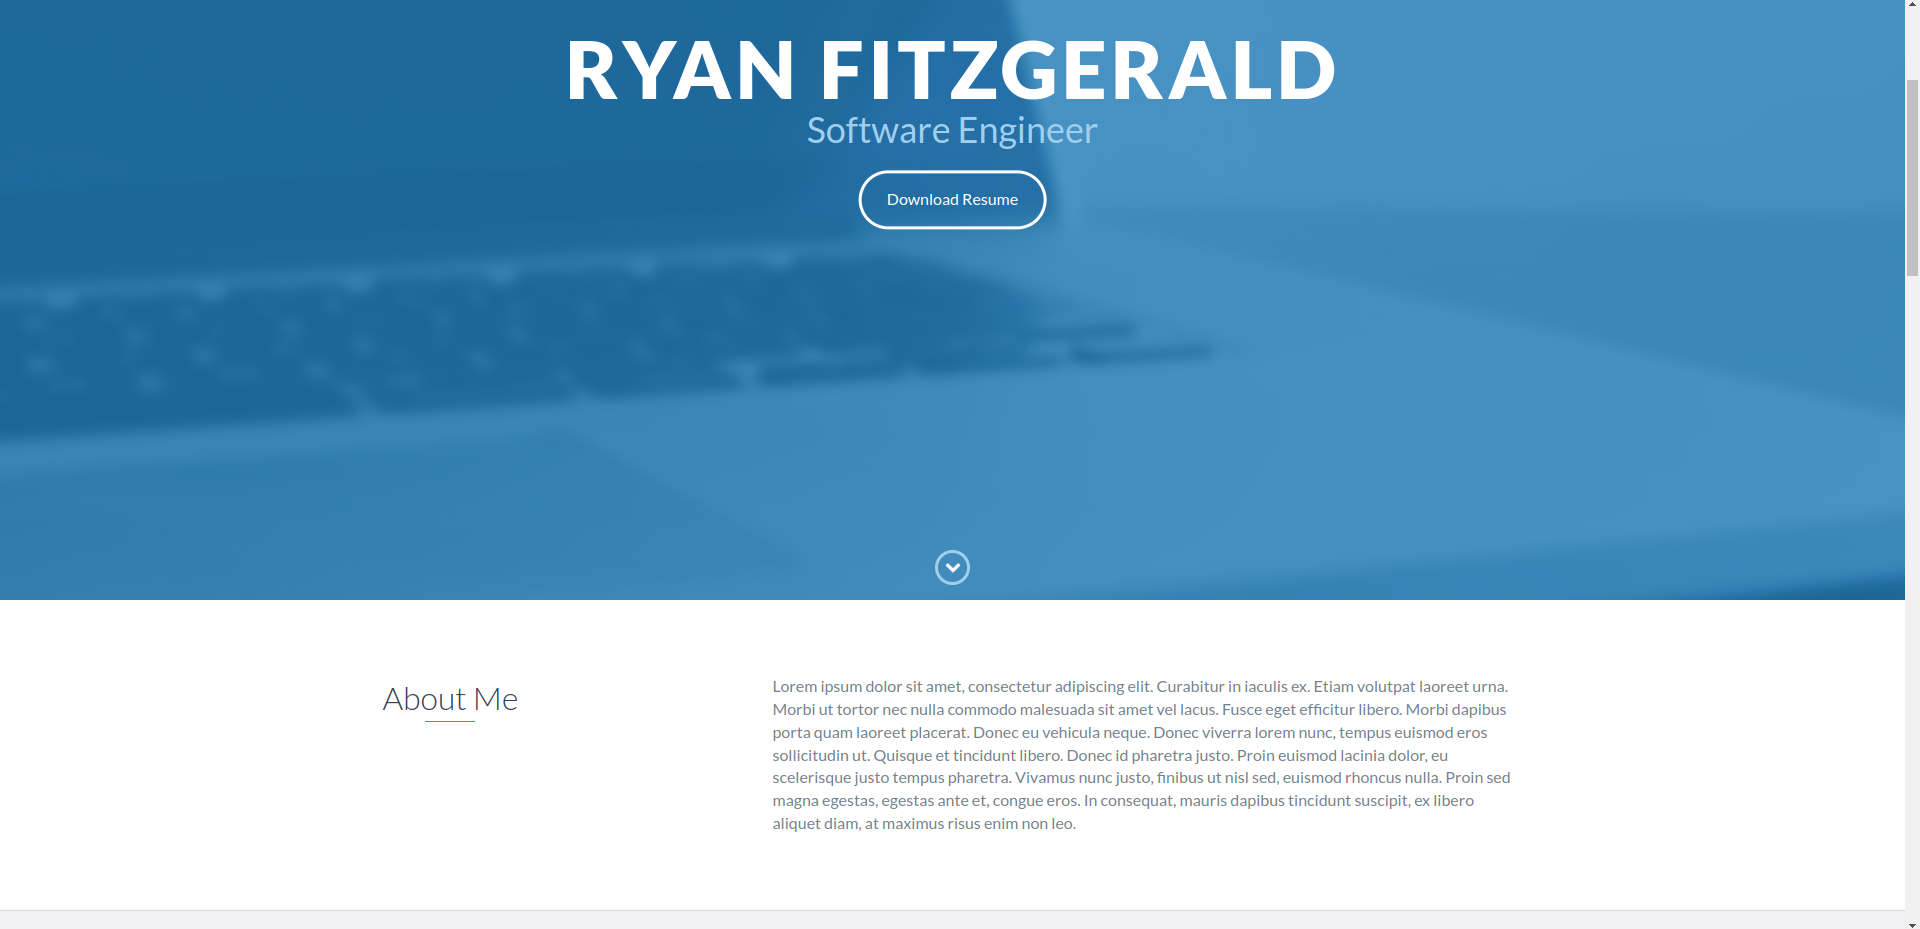 RYAN FITZGERALD
Software Engineer
Download Resume
About Me
Lorem ipsum dolor sit amet, consectetur adipiscing elit. Curabitur in iaculis ex. Etiam volutpat laoreet urna.
Morbi ut tortor nec nulla commodo malesuada sit amet vel lacus. Fusce eget efficitur libero. Morbi dapibus
porta quam laoreet placerat. Donec eu vehicula neque. Donec viverra lorem nunc, tempus euismod eros
sollicitudin ut. Quisque et tincidunt libero. Donec id pharetra justo. Proin euismod lacinia dolor, eu
scelerisque justo tempus pharetra. Vivamus nunc justo, finibus ut nisl sed, euismod rhoncus nulla. Proin sed
magna egestas, egestas ante et, congue eros. In consequat, mauris dapibus tincidunt suscipit, ex libero
aliquet diam, at maximus risus enim non leo.